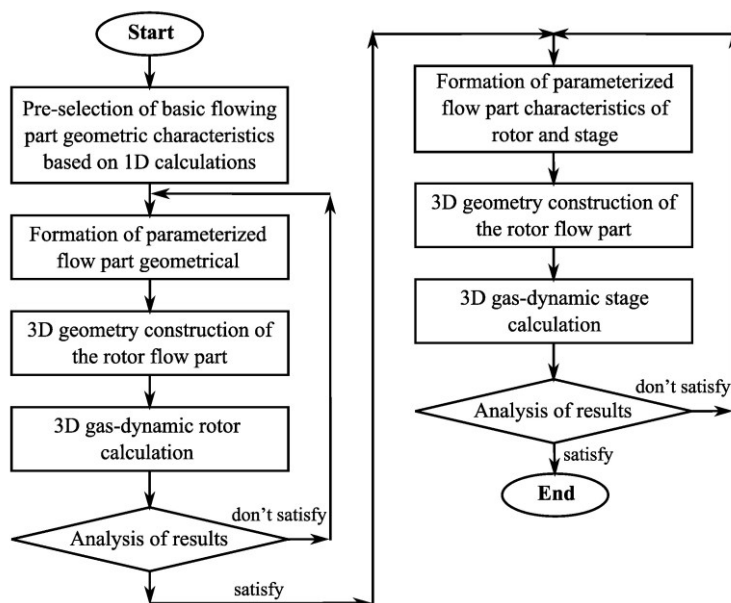 Start
Pre-selection of basic flowing
part geometric characteristics
based on 1D calculations
Formation of parameterized
flow part geometrical
3D geometry construction of
the rotor flow part
3D gas-dynamic rotor
calculation
Analysis of results
don't satisfy
satisfy
Formation of parameterized
flow part characteristics of
rotor and stage
3D geometry construction of
the rotor flow part
3D gas-dynamic stage
calculation
Analysis of results
don't satisfy
satisfy
End